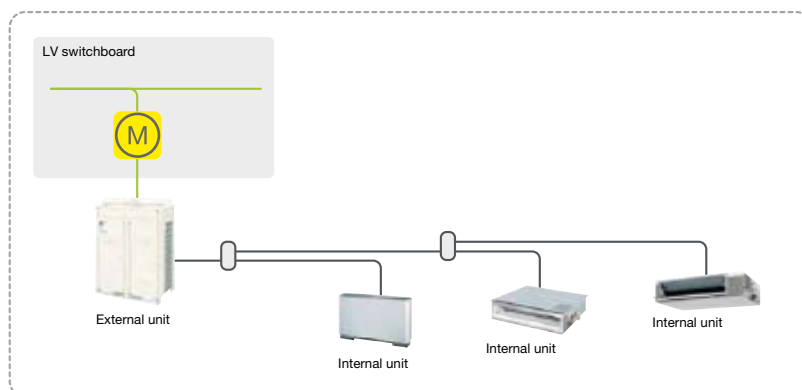 LV switchboard
M
External unit
Internal unit
Internal unit
Internal unit